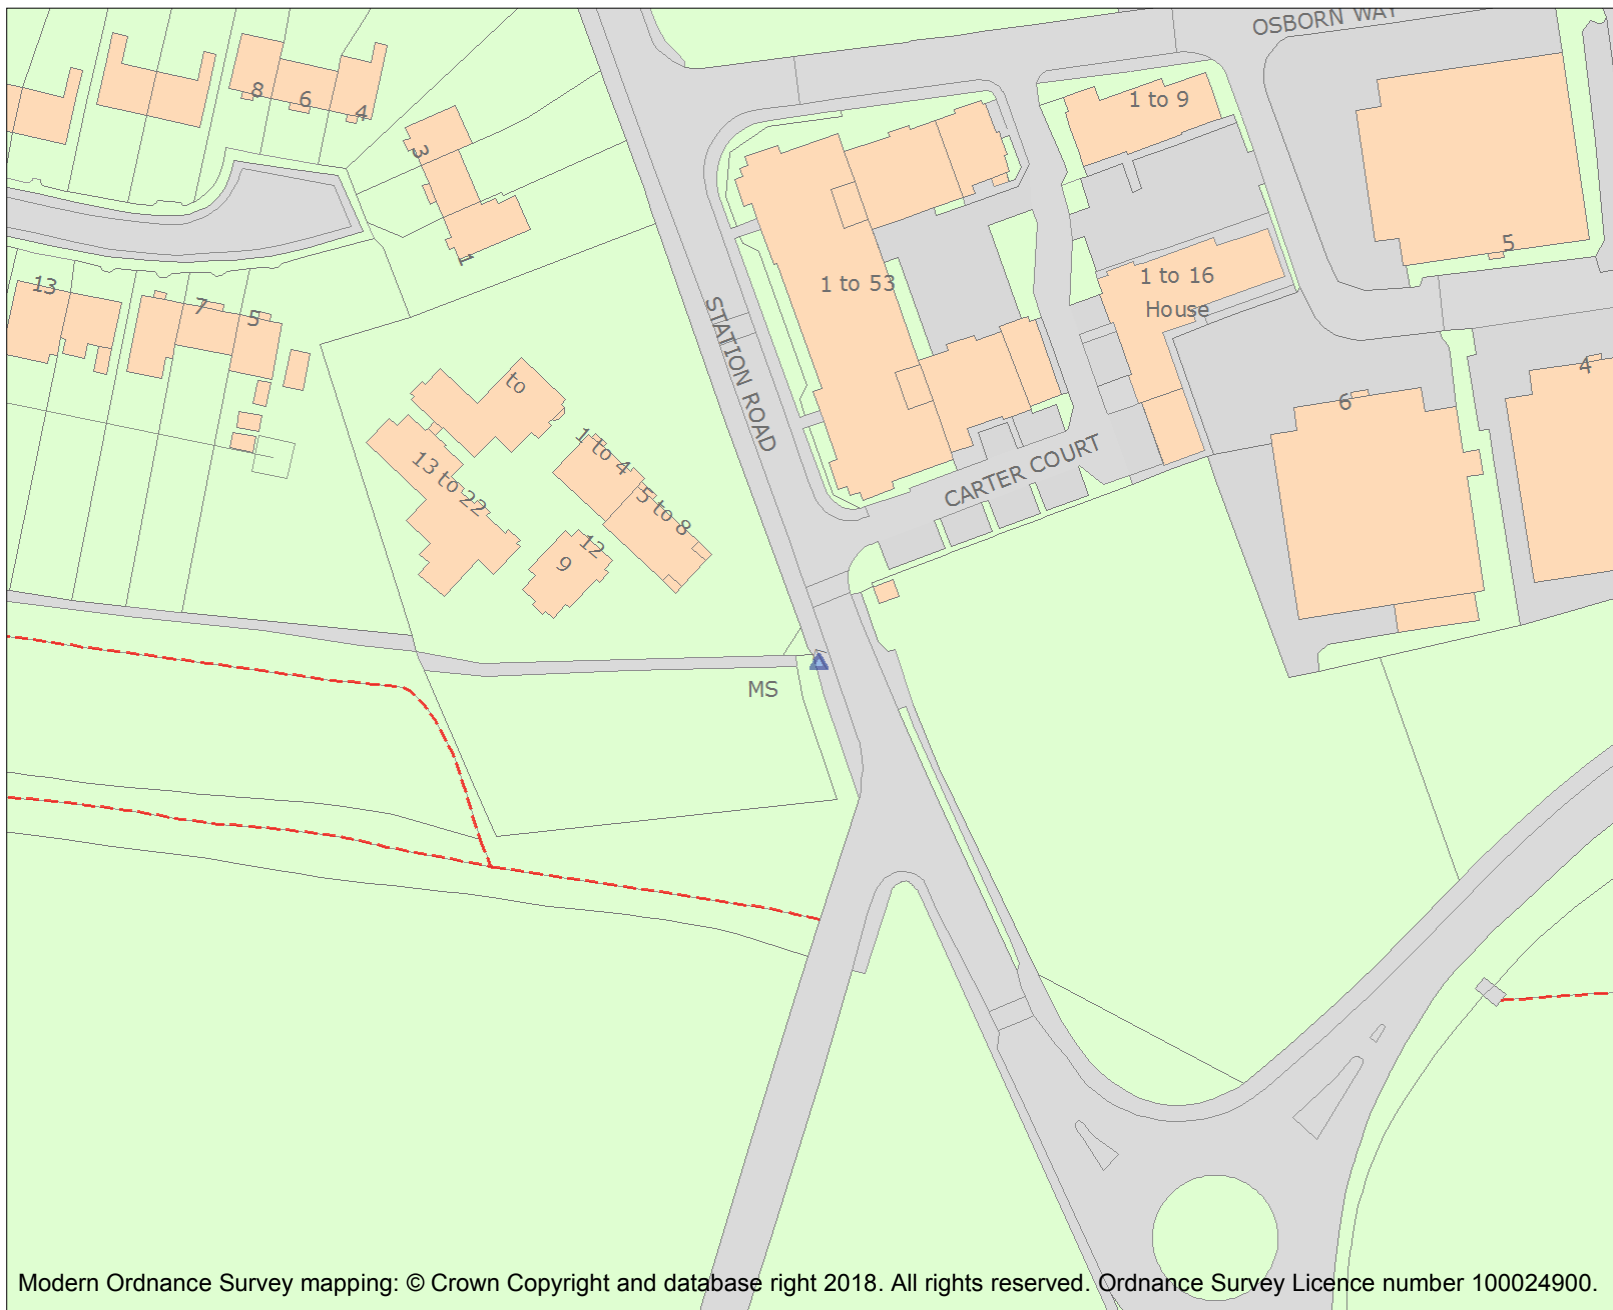 OSBORN WAY
8
6
4
3
1
1 to 9
5
13
7
5
1 to 53
1 to 16
House
STATION ROAD
to
1 to 4
13 to 22
5 to 8
12
9
CARTER COURT
6
4
MS
Modern Ordnance Survey mapping: © Crown Copyright and database right 2018. All rights reserved. Ordnance Survey Licence number 100024900.